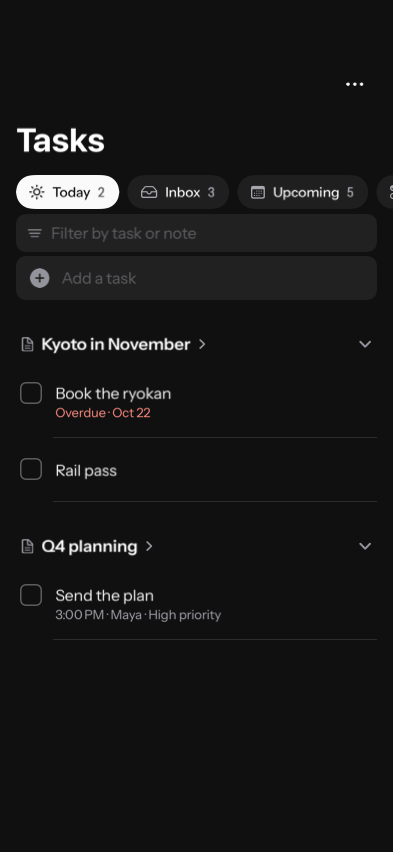 Tasks
Today 2 Inbox 3 Upcoming 5
Filter by task or note
Add a task
Kyoto in November
Book the ryokan
Overdue · Oct 22
Rail pass
Q4 planning
Send the plan
3:00 PM · Maya · High priority